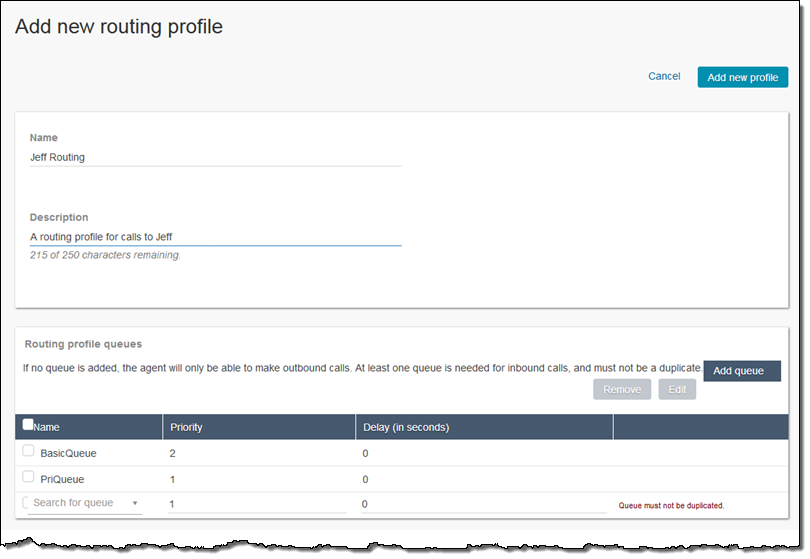 Add new routing profile
Cancel
Add new profile
Name
Jeff Routing
Description
A routing profile for calls to Jeff
215 of 250 characters remaining.
Routing profile queues
If no queue is added, the agent will only be able to make outbound calls. At least one queue is needed for inbound calls, and must not be a duplicate.
Add queue
Remove
Edit
Name Priority Delay (in seconds)
BasicQueue 2 0
PriQueue 1 0
Search for queue 1 0 Queue must not be duplicated.